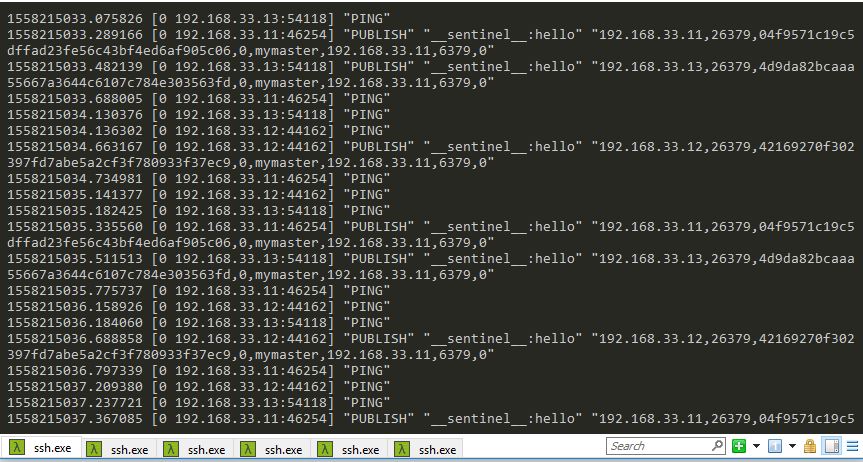 1558215033.075826 [0 192.168.33.13:54118] "PING"
1558215033.289166 [0 192.168.33.11:46254] "PUBLISH" "__sentinel__:hello" "192.168.33.11,26379,04f9571c19c5
dffad23fe56c43bf4ed6af905c06,0,mymaster,192.168.33.11,6379,0"
1558215033.482139 [0 192.168.33.13:54118] "PUBLISH" "__sentinel__:hello" "192.168.33.13,26379,4d9da82bcaaa
55667a3644c6107c784e303563fd,0,mymaster,192.168.33.11,6379,0"
1558215033.688005 [0 192.168.33.11:46254] "PING"
1558215034.130376 [0 192.168.33.13:54118] "PING"
1558215034.136302 [0 192.168.33.12:44162] "PING"
1558215034.663167 [0 192.168.33.12:44162] "PUBLISH" "__sentinel__:hello" "192.168.33.12,26379,42169270f302
397fd7abe5a2cf3f780933f37ec9,0,mymaster,192.168.33.11,6379,0"
1558215034.734981 [0 192.168.33.11:46254] "PING"
1558215035.141377 [0 192.168.33.12:44162] "PING"
1558215035.182425 [0 192.168.33.13:54118] "PING"
1558215035.335560 [0 192.168.33.11:46254] "PUBLISH" "__sentinel__:hello" "192.168.33.11,26379,04f9571c19c5
dffad23fe56c43bf4ed6af905c06,0,mymaster,192.168.33.11,6379,0"
1558215035.511513 [0 192.168.33.13:54118] "PUBLISH" "__sentinel__:hello" "192.168.33.13,26379,4d9da82bcaaa
55667a3644c6107c784e303563fd,0,mymaster,192.168.33.11,6379,0"
1558215035.775737 [0 192.168.33.11:46254] "PING"
1558215036.158926 [0 192.168.33.12:44162] "PING"
1558215036.184060 [0 192.168.33.13:54118] "PING"
1558215036.688858 [0 192.168.33.12:44162] "PUBLISH" "__sentinel__:hello" "192.168.33.12,26379,42169270f302
397fd7abe5a2cf3f780933f37ec9,0,mymaster,192.168.33.11,6379,0"
1558215036.797339 [0 192.168.33.11:46254] "PING"
1558215037.209380 [0 192.168.33.12:44162] "PING"
1558215037.237721 [0 192.168.33.13:54118] "PING"
1558215037.367085 [0 192.168.33.11:46254] "PUBLISH" "__sentinel__:hello" "192.168.33.11,26379,04f9571c19c5
λ ssh.exe λ ssh.exe λ ssh.exe λ ssh.exe λ ssh.exe λ ssh.exe Search 1